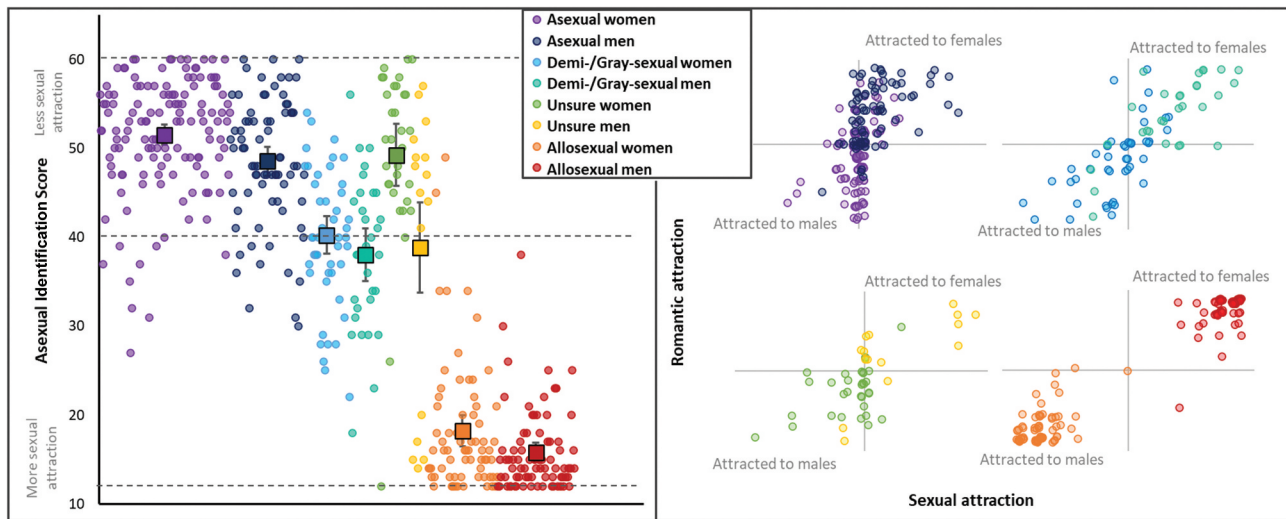 Asexual Identification Score
Less sexual
attraction
More sexual
attraction
60
50
40
30
20
10
Asexual women
Asexual men
Demi-/Gray-sexual women
Demi-/Gray-sexual men
Unsure women
Unsure men
Allosexual women
Allosexual men
Romantic attraction
Attracted to females
Attracted to males
Attracted to females
Attracted to males
Attracted to females
Attracted to males
Attracted to females
Attracted to males
Sexual attraction